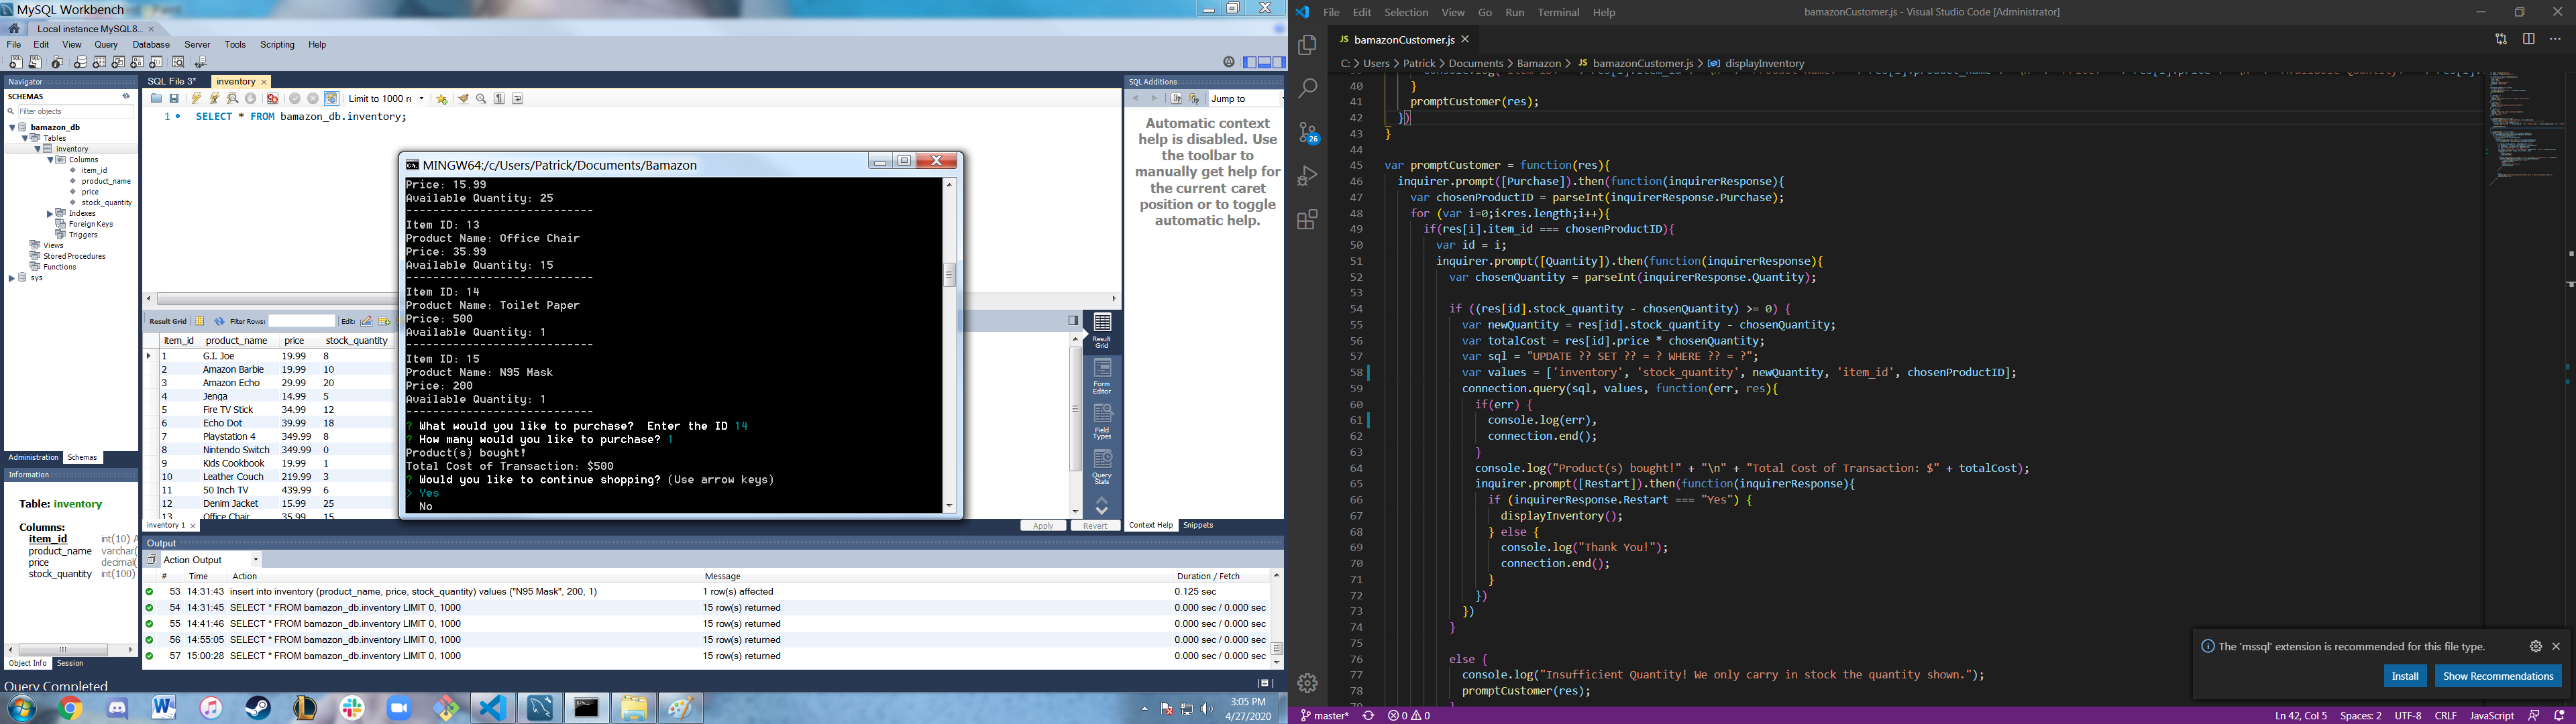 MySQL Workbench
Local instance MySQL8...
File Edit View Query Database Server Tools Scripting Help
Navigator
SCHEMAS
Filter objects
bamazon_db
Tables
inventory
Columns
item_id
product_name
price
stock_quantity
Indexes
Foreign Keys
Triggers
Views
Stored Procedures
Functions
sys
Administration Schemas
Information
Table: inventory
Columns:
item_id int(10) A
product_name varchar(
price decimal(
stock_quantity int(100)
Object Info Session
Query Completed
SQL File 3* inventory
Limit to 1000 rc
1 SELECT * FROM bamazon_db.inventory;
Result Grid Filter Rows: Edit:
item_id product_name price stock_quantity
1 G.I. Joe 19.99 8
2 Amazon Barbie 19.99 10
3 Amazon Echo 29.99 20
4 Jenga 14.99 5
5 Fire TV Stick 34.99 12
6 Echo Dot 39.99 18
7 Playstation 4 349.99 8
8 Nintendo Switch 349.99 0
9 Kids Cookbook 19.99 1
10 Leather Couch 219.99 3
11 50 Inch TV 439.99 6
12 Denim Jacket 15.99 25
13 Office Chair 35.99 15
inventory 1
Apply Revert
Result Grid
Form Editor
Field Types
Query Stats
SQL Additions
Jump to
Automatic context
help is disabled. Use
the toolbar to
manually get help for
the current caret
position or to toggle
automatic help.
Context Help Snippets
MINGW64:/c/Users/Patrick/Documents/Bamazon
Price: 15.99
Available Quantity: 25
----------------------------
Item ID: 13
Product Name: Office Chair
Price: 35.99
Available Quantity: 15
----------------------------
Item ID: 14
Product Name: Toilet Paper
Price: 500
Available Quantity: 1
----------------------------
Item ID: 15
Product Name: N95 Mask
Price: 200
Available Quantity: 1
----------------------------
? What would you like to purchase?  Enter the ID 14
? How many would you like to purchase? 1
Product(s) bought!
Total Cost of Transaction: $500
? Would you like to continue shopping? (Use arrow keys)
> Yes
No
Output
Action Output
# Time Action Message Duration / Fetch
53 14:31:43 insert into inventory (product_name, price, stock_quantity) values ("N95 Mask", 200, 1) 1 row(s) affected 0.125 sec
54 14:31:45 SELECT * FROM bamazon_db.inventory LIMIT 0, 1000 15 row(s) returned 0.000 sec / 0.000 sec
55 14:41:46 SELECT * FROM bamazon_db.inventory LIMIT 0, 1000 15 row(s) returned 0.000 sec / 0.000 sec
56 14:55:05 SELECT * FROM bamazon_db.inventory LIMIT 0, 1000 15 row(s) returned 0.000 sec / 0.000 sec
57 15:00:28 SELECT * FROM bamazon_db.inventory LIMIT 0, 1000 15 row(s) returned 0.000 sec / 0.000 sec
3:05 PM
4/27/2020
File Edit Selection View Go Run Terminal Help
bamazonCustomer.js - Visual Studio Code [Administrator]
JS bamazonCustomer.js
C: > Users > Patrick > Documents > Bamazon > JS bamazonCustomer.js > displayInventory
26
40 }
41 promptCustomer(res);
42 })
43 }
44
45 var promptCustomer = function(res){
46 inquirer.prompt([Purchase]).then(function(inquirerResponse){
47 var chosenProductID = parseInt(inquirerResponse.Purchase);
48 for (var i=0;i<res.length;i++){
49 if(res[i].item_id === chosenProductID){
50 var id = i;
51 inquirer.prompt([Quantity]).then(function(inquirerResponse){
52 var chosenQuantity = parseInt(inquirerResponse.Quantity);
53
54 if ((res[id].stock_quantity - chosenQuantity) >= 0) {
55 var newQuantity = res[id].stock_quantity - chosenQuantity;
56 var totalCost = res[id].price * chosenQuantity;
57 var sql = "UPDATE ?? SET ?? = ? WHERE ?? = ?";
58 var values = ['inventory', 'stock_quantity', newQuantity, 'item_id', chosenProductID];
59 connection.query(sql, values, function(err, res){
60 if(err) {
61 console.log(err),
62 connection.end();
63 }
64 console.log("Product(s) bought!" + "\n" + "Total Cost of Transaction: $" + totalCost);
65 inquirer.prompt([Restart]).then(function(inquirerResponse){
66 if (inquirerResponse.Restart === "Yes") {
67 displayInventory();
68 } else {
69 console.log("Thank You!");
70 connection.end();
71 }
72 })
73 })
74 }
75
76 else {
77 console.log("Insufficient Quantity! We only carry in stock the quantity shown.");
78 promptCustomer(res);
The 'mssql' extension is recommended for this file type.
Install Show Recommendations
master* 0 0
Ln 42, Col 5 Spaces: 2 UTF-8 CRLF JavaScript